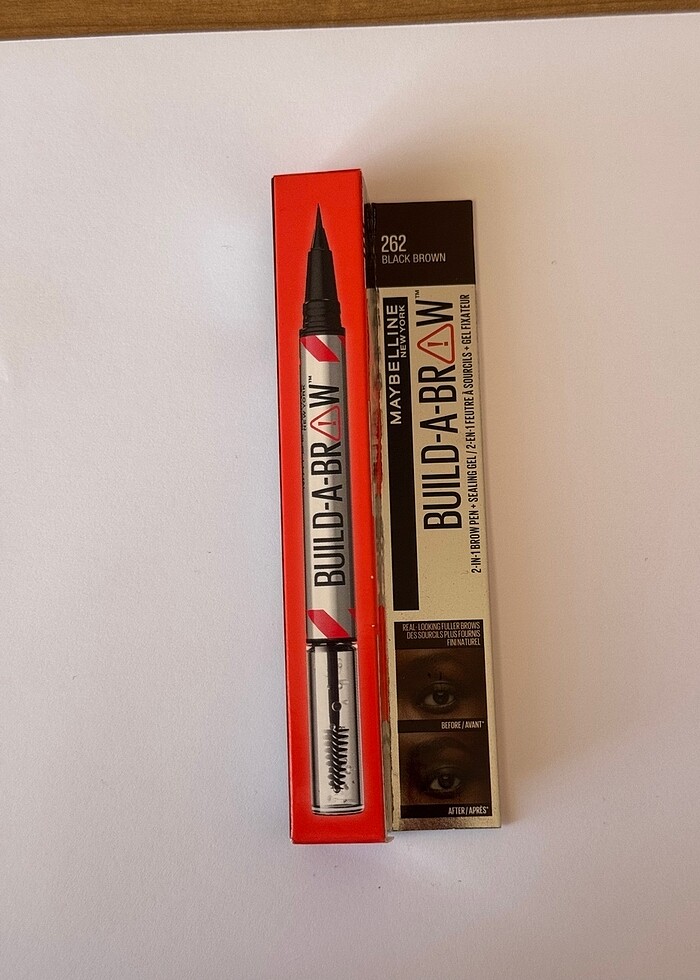 NEW YORK
BUILD-A-BROW™
262
BLACK BROWN
MAYBELLINE
NEW YORK
BUILD-A-BROW™
2-IN-1 BROW PEN + SEALING GEL / 2-EN-1 FEUTRE À SOURCILS + GEL FIXATEUR
REAL-LOOKING FULLER BROWS
DES SOURCILS PLUS FOURNIS
FINI NATUREL
BEFORE / AVANT*
AFTER / APRÈS*